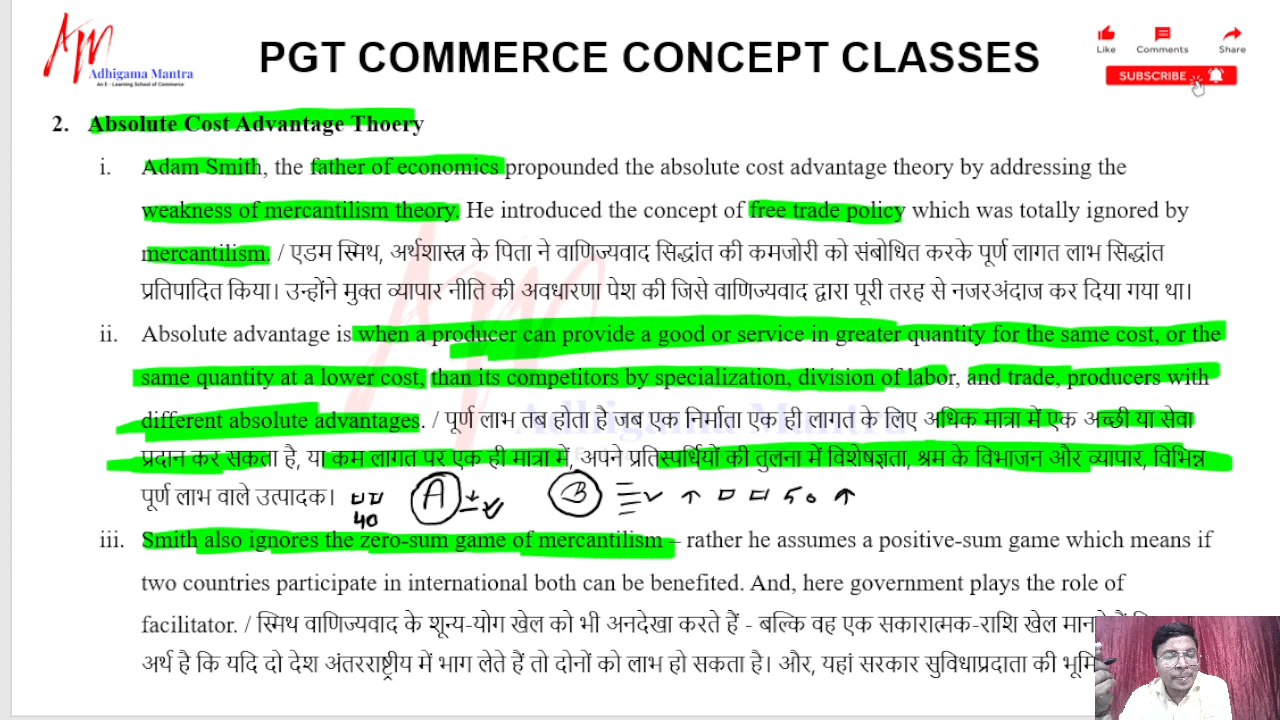 PGT COMMERCE CONCEPT CLASSES
Adhigama Mantra
An E - Learning School of Commerce
Like Comments Share
SUBSCRIBE
2. Absolute Cost Advantage Thoery
i. Adam Smith, the father of economics propounded the absolute cost advantage theory by addressing the
weakness of mercantilism theory. He introduced the concept of free trade policy which was totally ignored by
mercantilism. / एडम स्मिथ, अर्थशास्त्र के पिता ने वाणिज्यवाद सिद्धांत की कमजोरी को संबोधित करके पूर्ण लागत लाभ सिद्धांत
प्रतिपादित किया। उन्होंने मुक्त व्यापार नीति की अवधारणा पेश की जिसे वाणिज्यवाद द्वारा पूरी तरह से नजरअंदाज कर दिया गया था।
ii. Absolute advantage is when a producer can provide a good or service in greater quantity for the same cost, or the
same quantity at a lower cost, than its competitors by specialization, division of labor, and trade, producers with
different absolute advantages. / पूर्ण लाभ तब होता है जब एक निर्माता एक ही लागत के लिए अधिक मात्रा में एक अच्छी या सेवा
प्रदान कर सकता है, या कम लागत पर एक ही मात्रा में, अपने प्रतिस्पर्धियों की तुलना में विशेषज्ञता, श्रम के विभाजन और व्यापार, विभिन्न
पूर्ण लाभ वाले उत्पादक। A B 50
40
iii. Smith also ignores the zero-sum game of mercantilism – rather he assumes a positive-sum game which means if
two countries participate in international both can be benefited. And, here government plays the role of
facilitator. / स्मिथ वाणिज्यवाद के शून्य-योग खेल को भी अनदेखा करते हैं - बल्कि वह एक सकारात्मक-राशि खेल
अर्थ है कि यदि दो देश अंतरराष्ट्रीय में भाग लेते हैं तो दोनों को लाभ हो सकता है। और, यहां सरकार सुविधाप्रदाता की